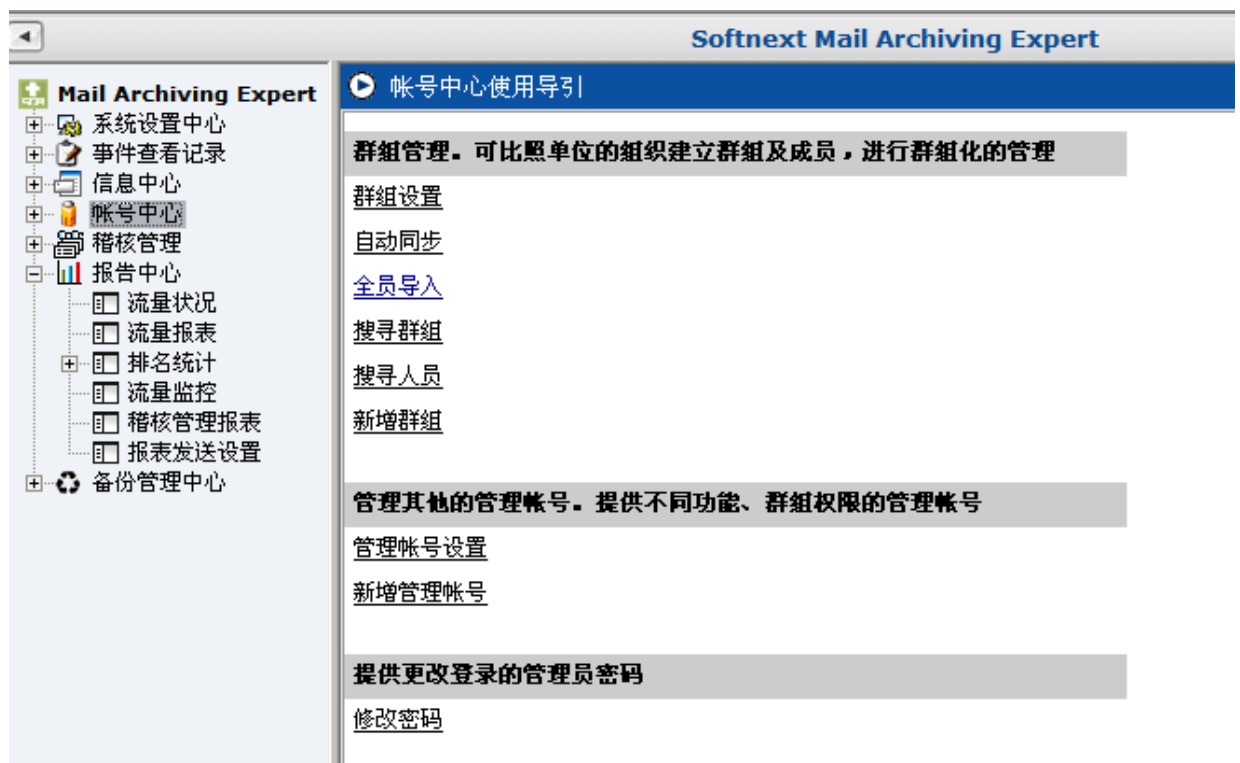 Softnext Mail Archiving Expert
Mail Archiving Expert
系统设置中心
事件查看记录
信息中心
帐号中心
稽核管理
报告中心
流量状况
流量报表
排名统计
流量监控
稽核管理报表
报表发送设置
备份管理中心
帐号中心使用导引
群组管理。可比照单位的组织建立群组及成员，进行群组化的管理
群组设置
自动同步
全员导入
搜寻群组
搜寻人员
新增群组
管理其他的管理帐号。提供不同功能、群组权限的管理帐号
管理帐号设置
新增管理帐号
提供更改登录的管理员密码
修改密码